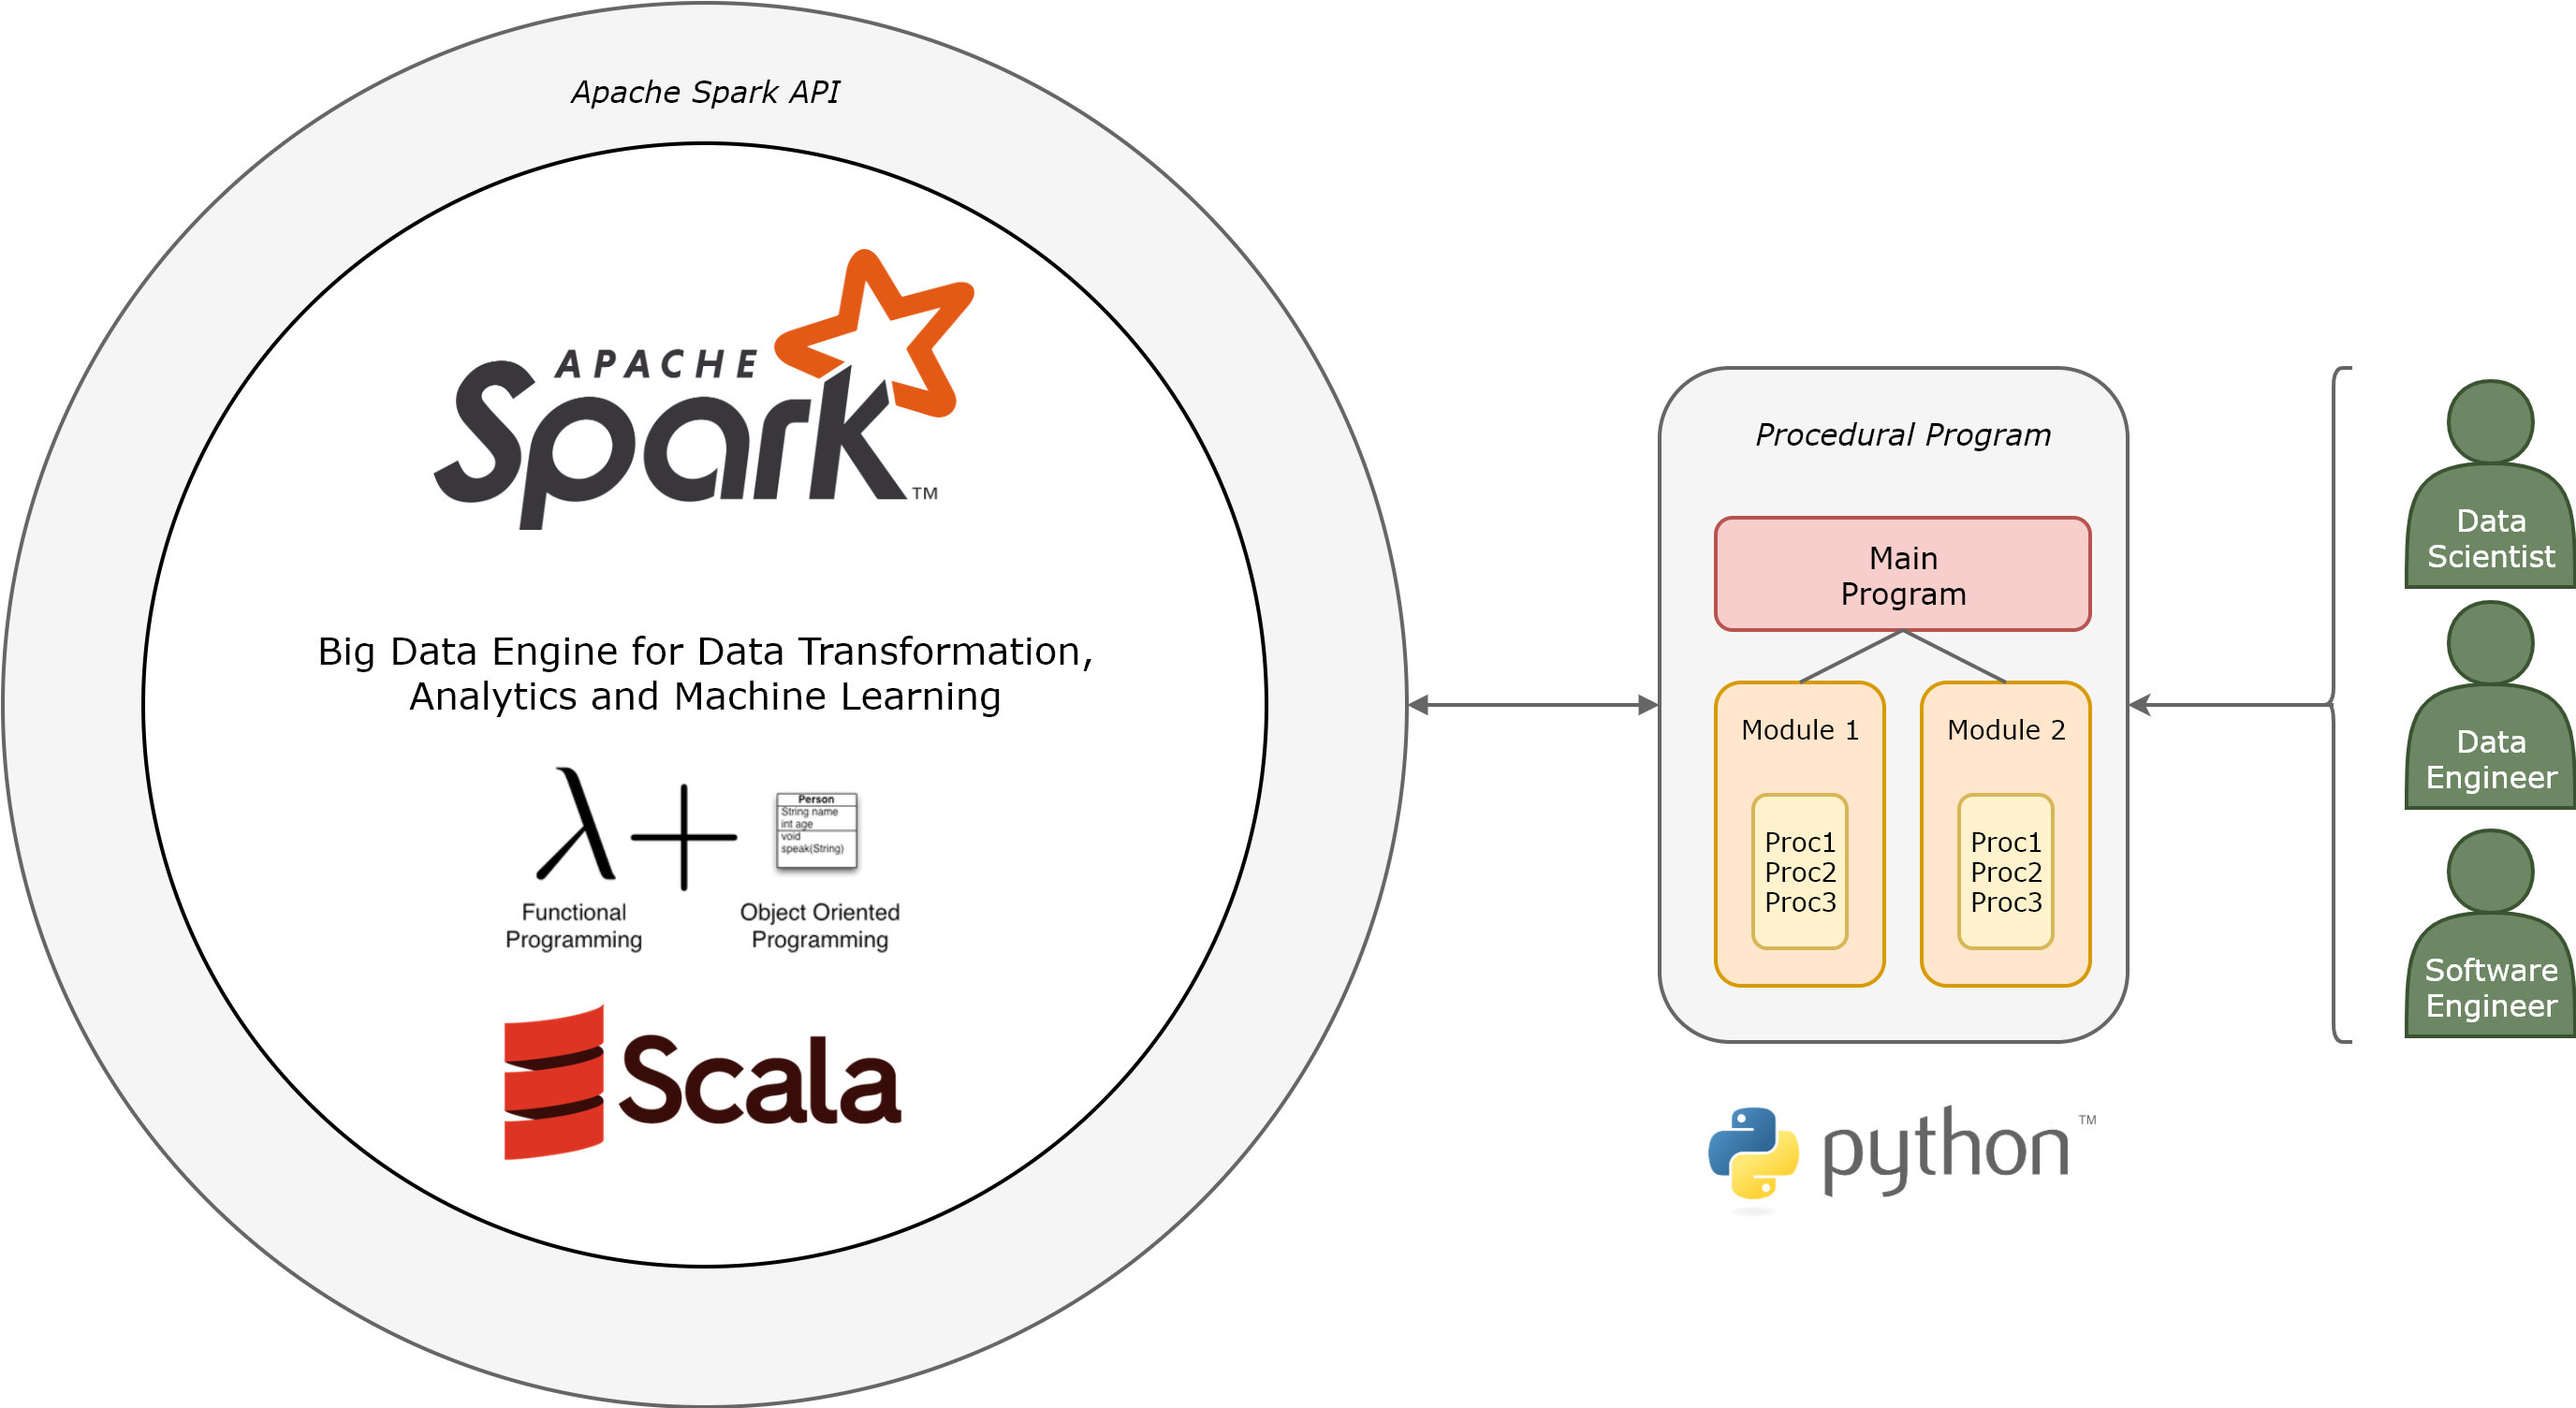 Apache Spark API
APACHE
Spark™
Big Data Engine for Data Transformation,
Analytics and Machine Learning
λ
Person
String name
int age
void
speak(String)
Functional
Programming
Object Oriented
Programming
Scala
Procedural Program
Main
Program
Module 1
Proc1
Proc2
Proc3
Module 2
Proc1
Proc2
Proc3
python™
Data
Scientist
Data
Engineer
Software
Engineer